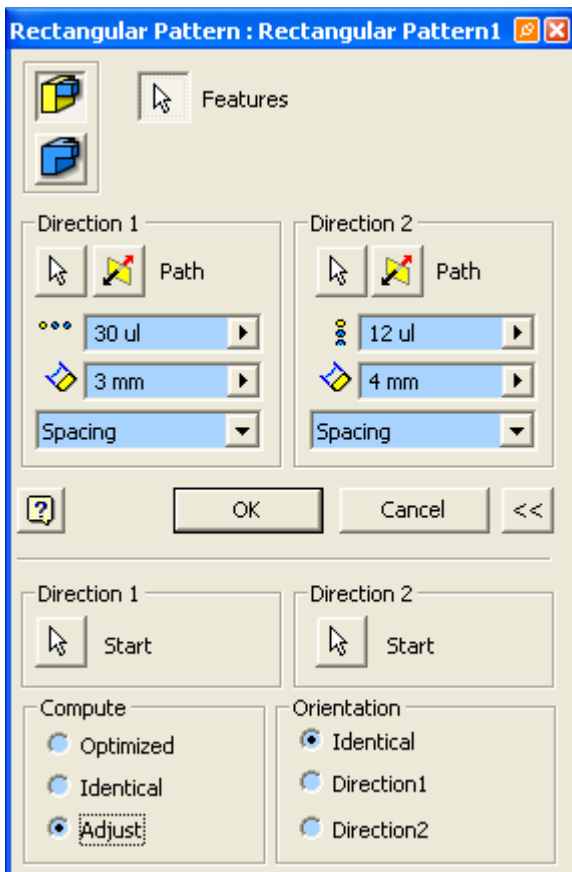 Rectangular Pattern : Rectangular Pattern1
Features
Direction 1
Direction 2
Path
Path
30 ul
12 ul
3 mm
4 mm
Spacing
Spacing
?
OK
Cancel
<<
Direction 1
Direction 2
Start
Start
Compute
Orientation
Optimized
Identical
Identical
Direction1
Adjust
Direction2